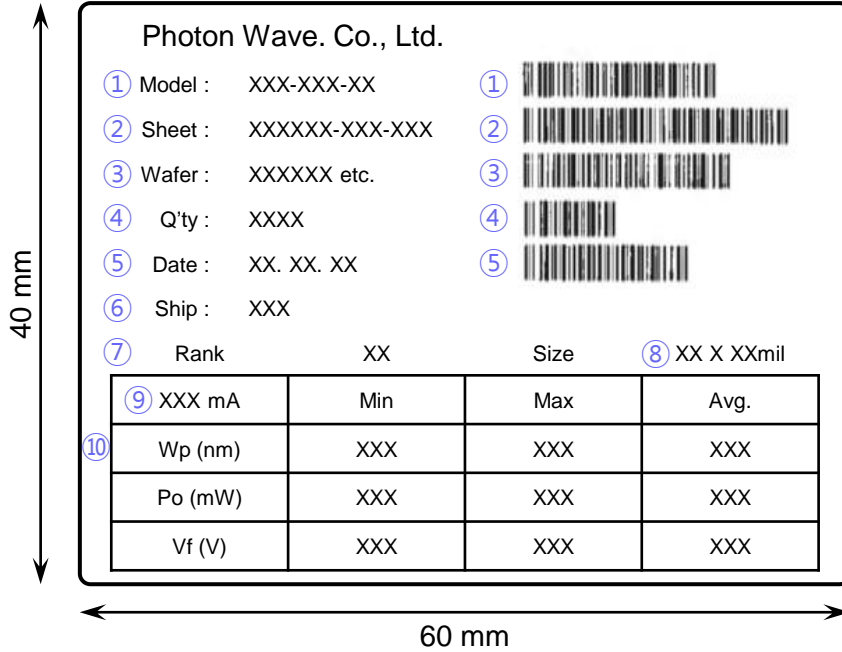 Photon Wave. Co., Ltd.
① Model : XXX-XXX-XX ①
② Sheet : XXXXXX-XXX-XXX ②
③ Wafer : XXXXXX etc. ③
④ Q'ty : XXXX ④
⑤ Date : XX. XX. XX ⑤
⑥ Ship : XXX
⑦ Rank XX Size ⑧ XX X XXmil
⑨ XXX mA Min Max Avg.
⑩ Wp (nm) XXX XXX XXX
Po (mW) XXX XXX XXX
Vf (V) XXX XXX XXX
40 mm
60 mm